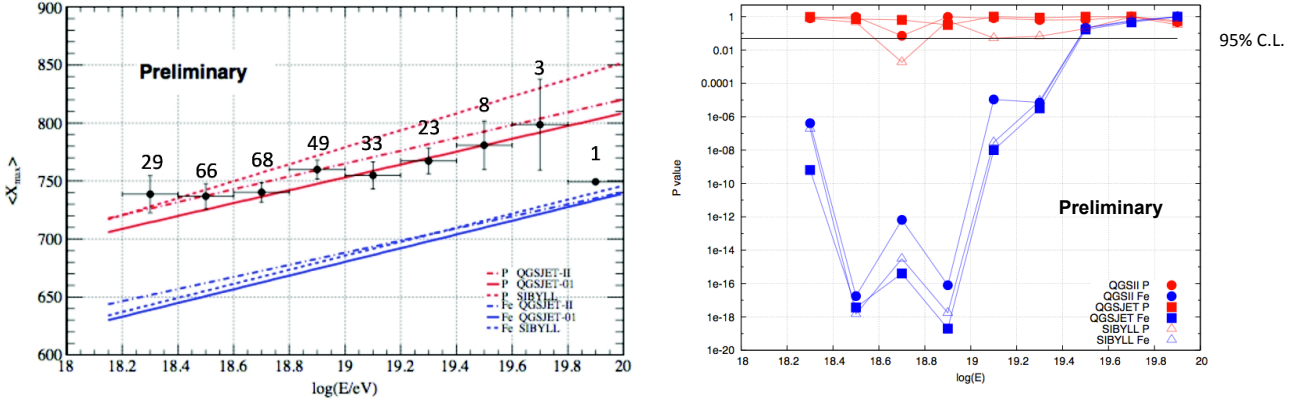 900
850
800
750
700
650
600
<X_max>
Preliminary
29
66
68
49
33
23
8
3
1
P QGSJET-II
P QGSJET-01
P SIBYLL
Fe QGSJET-II
Fe QGSJET-01
Fe SIBYLL
18 18.2 18.4 18.6 18.8 19 19.2 19.4 19.6 19.8 20
log(E/eV)
1
0.01
0.0001
1e-06
1e-08
1e-10
1e-12
1e-14
1e-16
1e-18
1e-20
P value
95% C.L.
Preliminary
QGSII P
QGSII Fe
QGSJET P
QGSJET Fe
SIBYLL P
SIBYLL Fe
18 18.2 18.4 18.6 18.8 19 19.2 19.4 19.6 19.8 20
log(E)